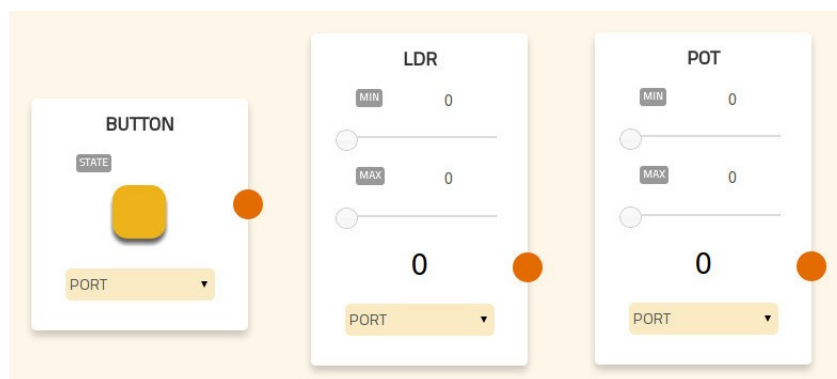 BUTTON
STATE
PORT
LDR
MIN 0
MAX 0
0
PORT
POT
MIN 0
MAX 0
0
PORT